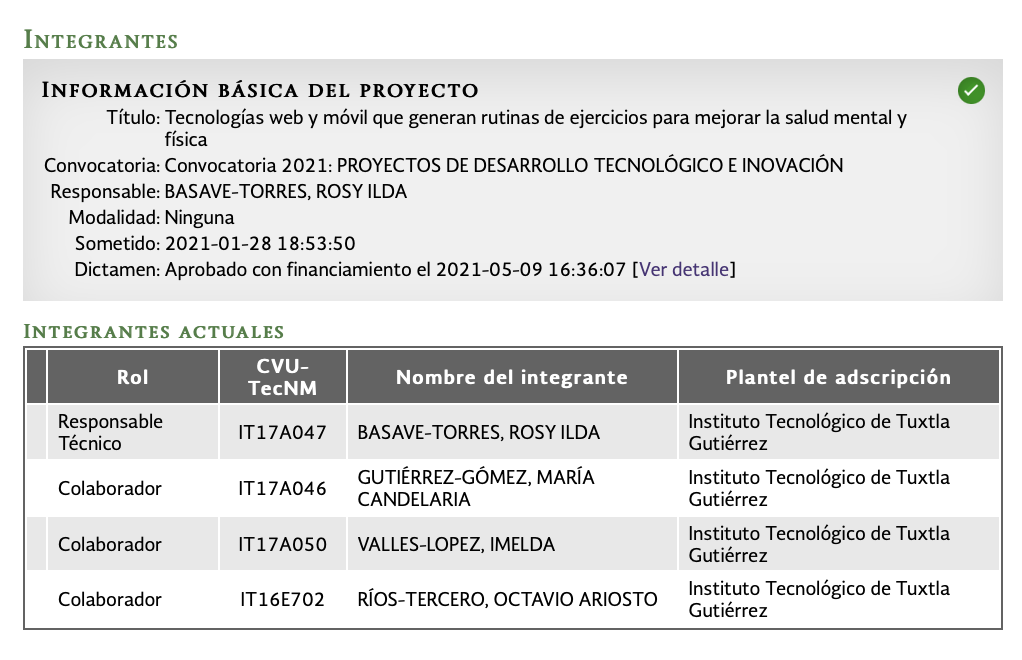 INTEGRANTES
INFORMACIÓN BÁSICA DEL PROYECTO
Título: Tecnologías web y móvil que generan rutinas de ejercicios para mejorar la salud mental y
física
Convocatoria: Convocatoria 2021: PROYECTOS DE DESARROLLO TECNOLÓGICO E INOVACIÓN
Responsable: BASAVE-TORRES, ROSY ILDA
Modalidad: Ninguna
Sometido: 2021-01-28 18:53:50
Dictamen: Aprobado con financiamiento el 2021-05-09 16:36:07 [Ver detalle]
INTEGRANTES ACTUALES
Rol
CVU-
TecNM
Nombre del integrante
Plantel de adscripción
Responsable
Técnico
IT17A047
BASAVE-TORRES, ROSY ILDA
Instituto Tecnológico de Tuxtla
Gutiérrez
Colaborador
IT17A046
GUTIÉRREZ-GÓMEZ, MARÍA
CANDELARIA
Instituto Tecnológico de Tuxtla
Gutiérrez
Colaborador
IT17A050
VALLES-LOPEZ, IMELDA
Instituto Tecnológico de Tuxtla
Gutiérrez
Colaborador
IT16E702
RÍOS-TERCERO, OCTAVIO ARIOSTO
Instituto Tecnológico de Tuxtla
Gutiérrez